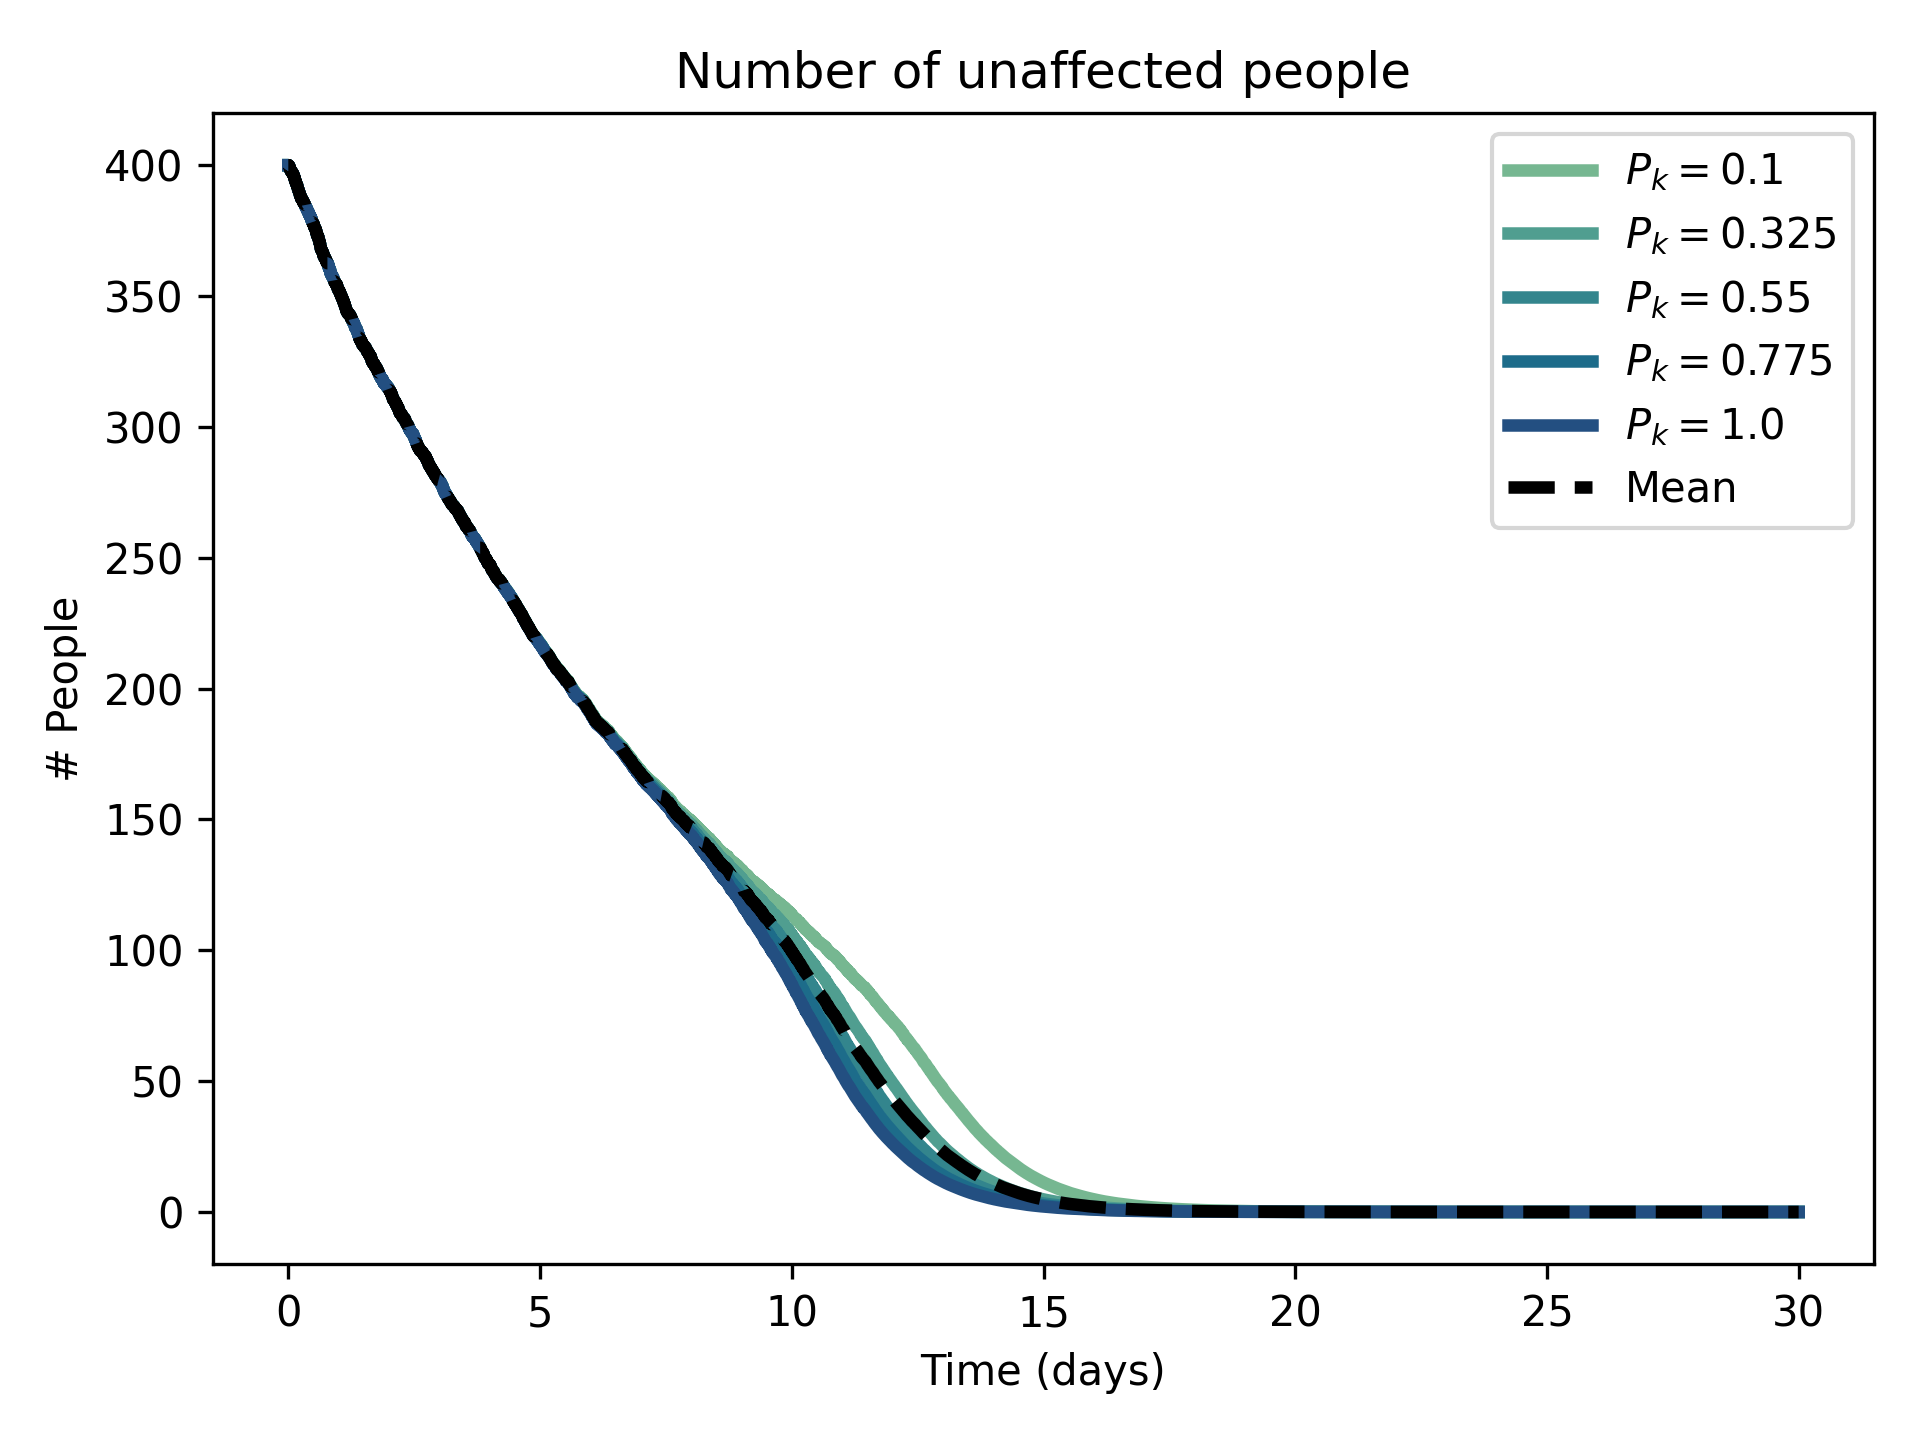 Number of unaffected people
# People
400
350
300
250
200
150
100
50
0
0 5 10 15 20 25 30
Time (days)
P_k = 0.1
P_k = 0.325
P_k = 0.55
P_k = 0.775
P_k = 1.0
Mean